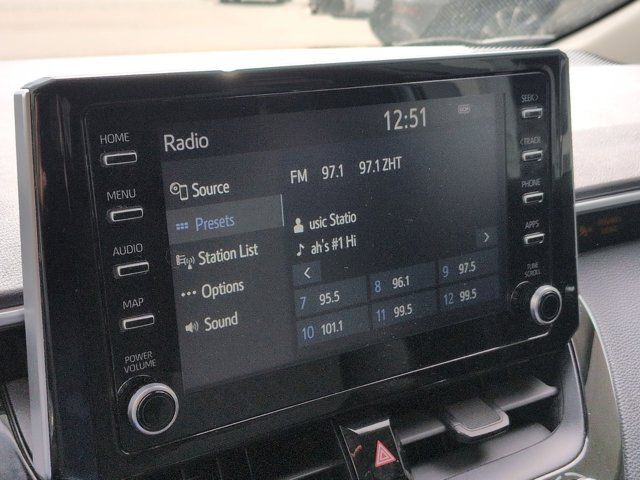 HOME
MENU
AUDIO
MAP
POWER
VOLUME
Radio
12:51
Source
Presets
Station List
Options
Sound
FM 97.1 97.1 ZHT
usic Statio
ah's #1 Hi
<
>
7 95.5
8 96.1
9 97.5
10 101.1
11 99.5
12 99.5
SEEK>
<TRACK
PHONE
APPS
TUNE
SCROLL